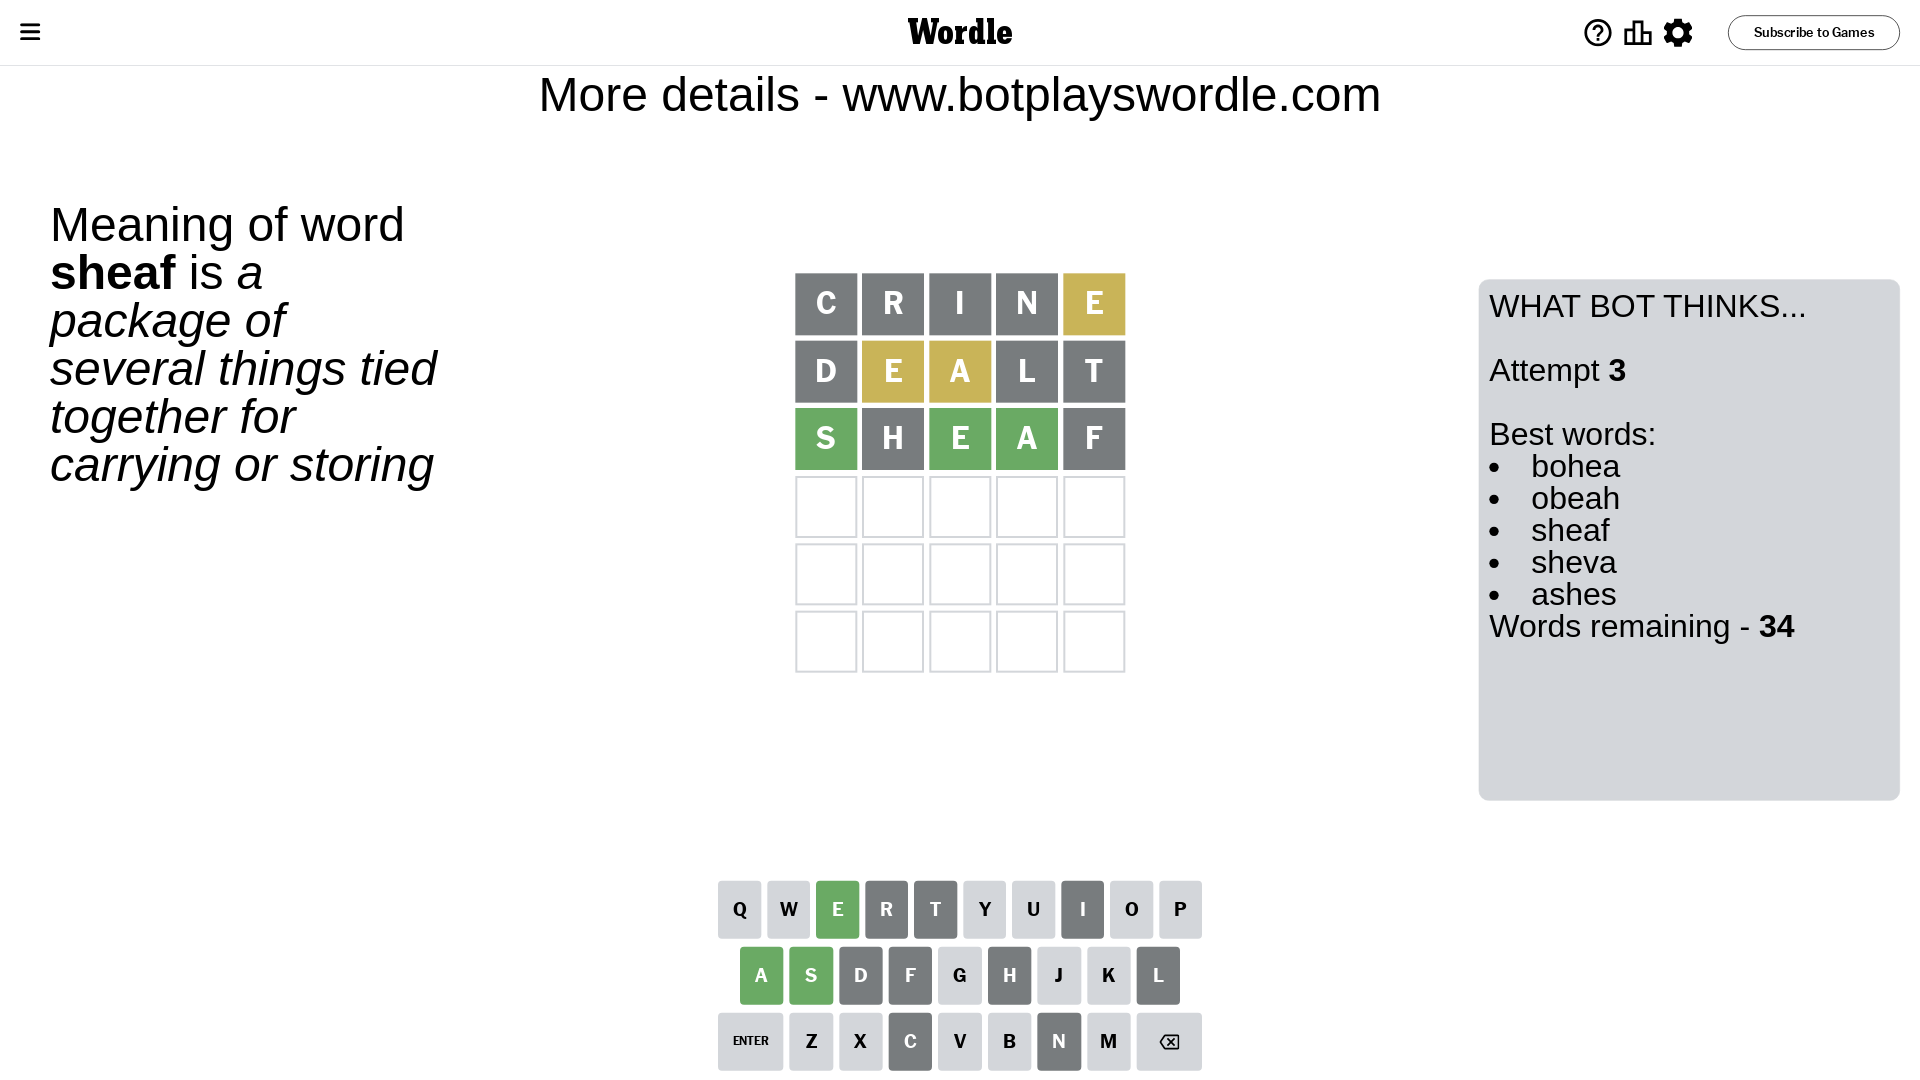 Wordle
Subscribe to Games
More details - www.botplayswordle.com
Meaning of word
sheaf is a
package of
several things tied
together for
carrying or storing
C R I N E
D E A L T
S H E A F
WHAT BOT THINKS...
Attempt 3
Best words:
• bohea
• obeah
• sheaf
• sheva
• ashes
Words remaining - 34
Q W E R T Y U I O P
A S D F G H J K L
ENTER Z X C V B N M